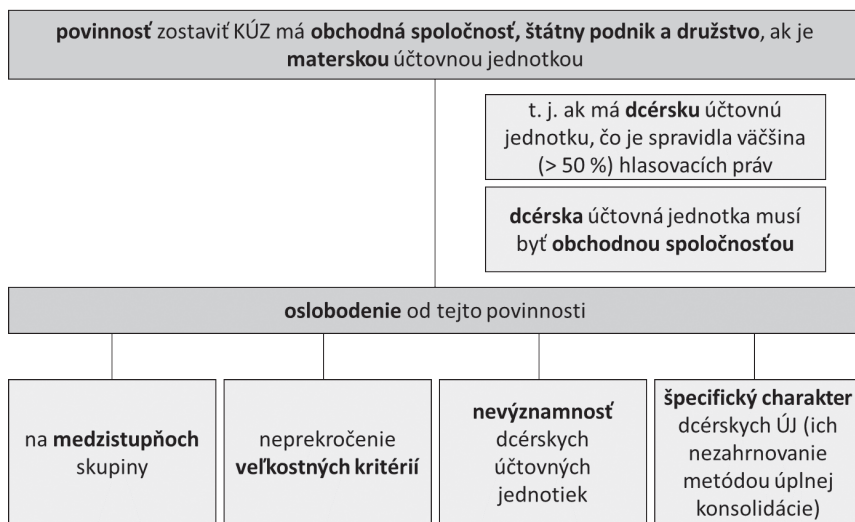 povinnosť zostaviť KÚZ má obchodná spoločnosť, štátny podnik a družstvo, ak je
materskou účtovnou jednotkou
t. j. ak má dcérsku účtovnú
jednotku, čo je spravidla väčšina
(> 50 %) hlasovacích práv
dcérska účtovná jednotka musí
byť obchodnou spoločnosťou
oslobodenie od tejto povinnosti
na medzistupňoch
skupiny
neprekročenie
veľkostných kritérií
nevýznamnosť
dcérskych
účtovných
jednotiek
špecifický charakter
dcérskych ÚJ (ich
nezahrnovanie
metódou úplnej
konsolidácie)